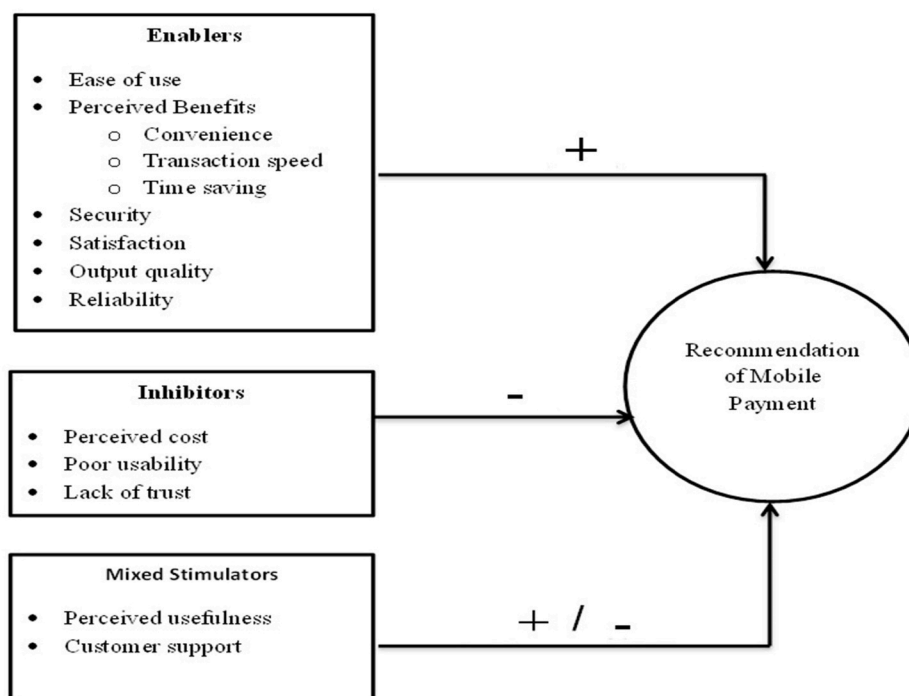 Enablers
• Ease of use
• Perceived Benefits
o Convenience
o Transaction speed
o Time saving
• Security
• Satisfaction
• Output quality
• Reliability
+
Recommendation
of Mobile
Payment
Inhibitors
• Perceived cost
• Poor usability
• Lack of trust
-
Mixed Stimulators
• Perceived usefulness
• Customer support
+ / -